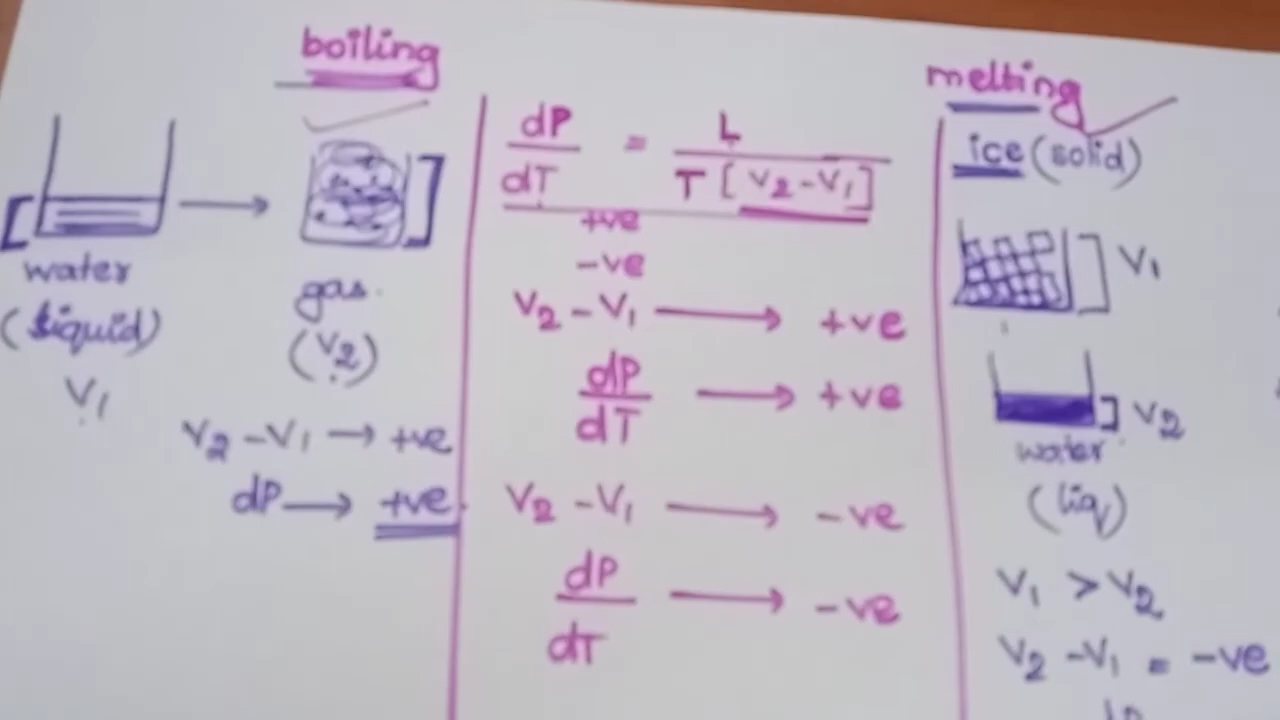 boiling
water
(liquid)
V1
gas.
(V2)
V2 - V1 → +ve
dP → +ve
dP/dT = L/T [V2 - V1]
+ve
-ve
V2 - V1 → +ve
dP/dT → +ve
V2 - V1 → -ve
dP/dT → -ve
melting
ice (solid)
V1
V2
water
(liq)
V1 > V2
V2 - V1 = -ve